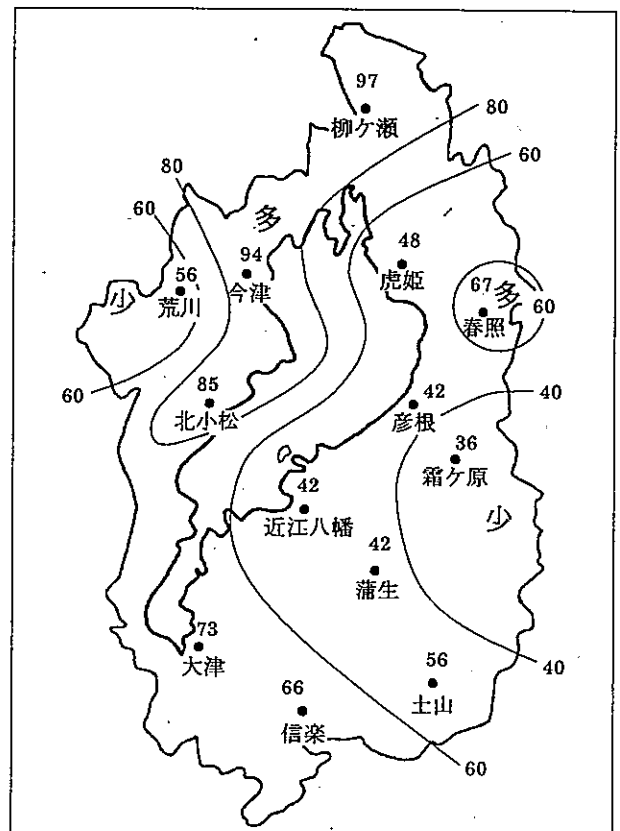 97
柳ケ瀬
80
80
60
60
多
94
今津
48
虎姫
56
荒川
少
67
多
60
春照
60
85
北小松
42
彦根
40
36
霜ケ原
42
近江八幡
少
42
蒲生
73
大津
40
56
土山
66
信楽
60